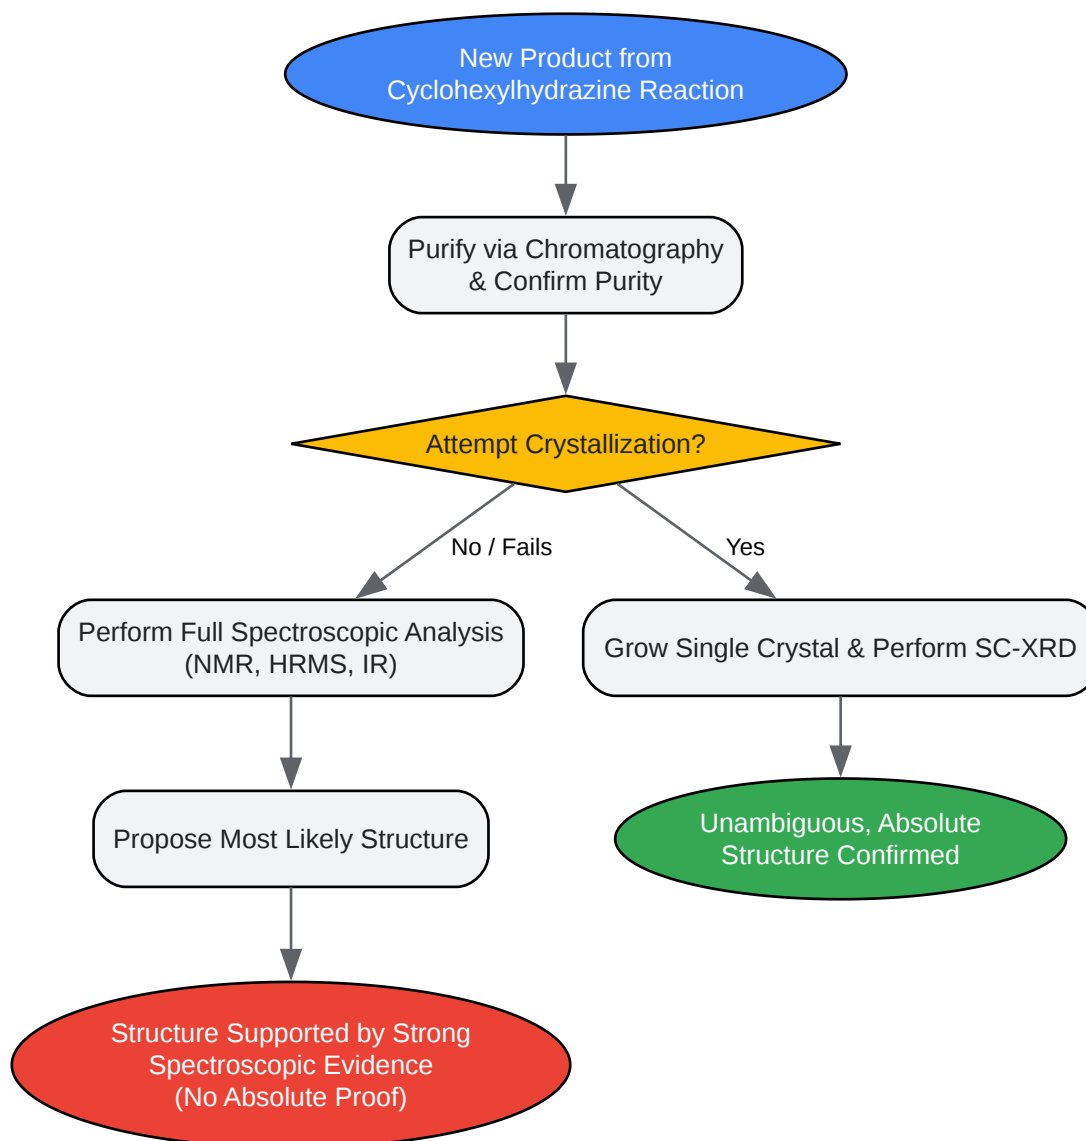 New Product from
Cyclohexylhydrazine Reaction
Purify via Chromatography
& Confirm Purity
Attempt Crystallization?
No / Fails
Yes
Perform Full Spectroscopic Analysis
(NMR, HRMS, IR)
Grow Single Crystal & Perform SC-XRD
Propose Most Likely Structure
Unambiguous, Absolute
Structure Confirmed
Structure Supported by Strong
Spectroscopic Evidence
(No Absolute Proof)